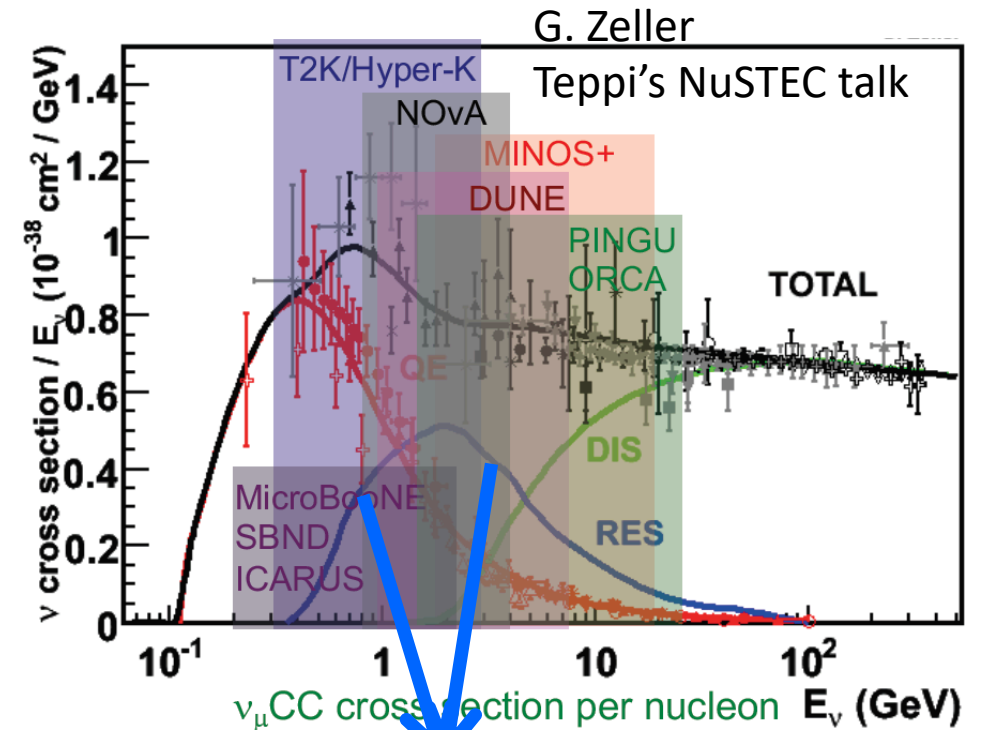 G. Zeller
Teppi's NuSTEC talk
ν cross section / Eν (10-38 cm2 / GeV)
1.4
1.2
1
0.8
0.6
0.4
0.2
0
T2K/Hyper-K
NOvA
MINOS+
DUNE
PINGU
ORCA
TOTAL
QE
DIS
RES
MicroBooNE
SBND
ICARUS
10-1
1
10
102
νμCC cross section per nucleon
Eν (GeV)